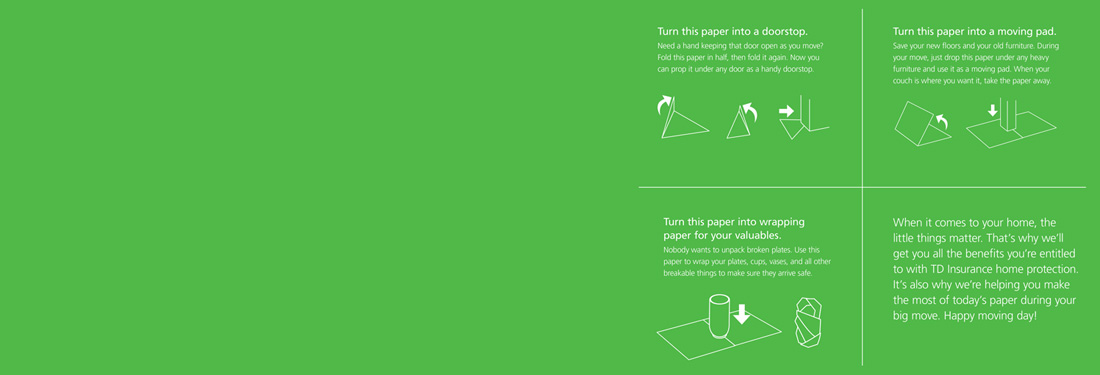 Turn this paper into a doorstop.
Need a hand keeping that door open as you move?
Fold this paper in half, then fold it again. Now you
can prop it under any door as a handy doorstop.
Turn this paper into a moving pad.
Save your new floors and your old furniture. During
your move, just drop this paper under any heavy
furniture and use it as a moving pad. When your
couch is where you want it, take the paper away.
Turn this paper into wrapping
paper for your valuables.
Nobody wants to unpack broken plates. Use this
paper to wrap your plates, cups, vases, and all other
breakable things to make sure they arrive safe.
When it comes to your home, the
little things matter. That’s why we’ll
get you all the benefits you’re entitled
to with TD Insurance home protection.
It’s also why we’re helping you make
the most of today’s paper during your
big move. Happy moving day!